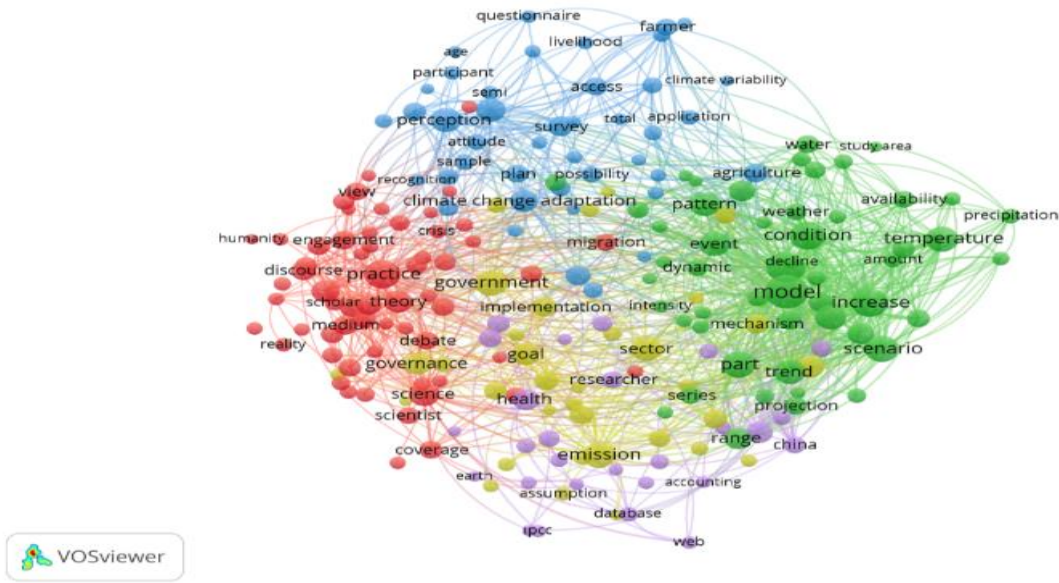 questionnaire
farmer
livelihood
age
participant
climate variability
access
semi
perception
survey
total
application
attitude
water
study area
sample
plan
possibility
agriculture
recognition
view
climate change adaptation
pattern
weather
availability
precipitation
humanity
engagement
crisis
migration
event
condition
temperature
discourse
practice
government
dynamic
decline
amount
scholar
theory
implementation
intensity
model
increase
medium
mechanism
reality
debate
governance
goal
sector
scenario
science
health
researcher
part
trend
series
scientist
projection
range
china
coverage
emission
earth
assumption
accounting
database
ipcc
web
VOSviewer